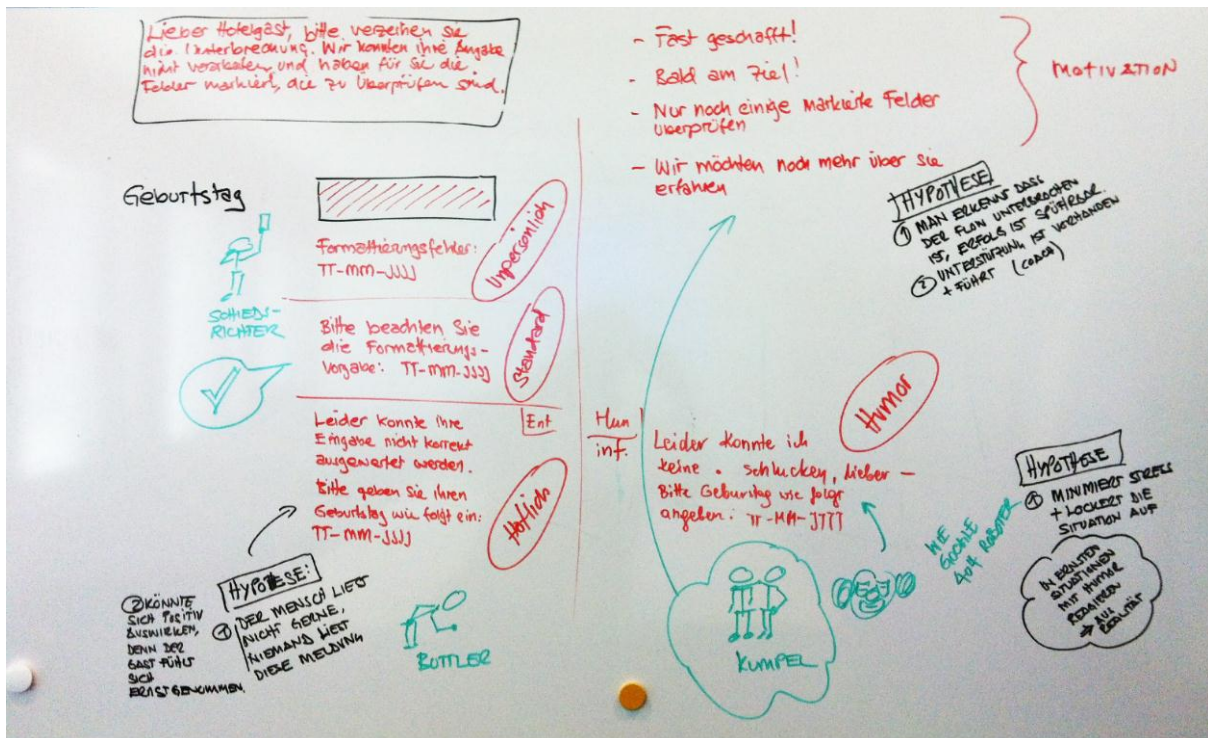 Lieber Hotelgast, bitte verzeihen sie
die Unterbrechung. Wir konnten ihre Angabe
nicht verarbeiten, und haben für Sie die
Felder markiert, die zu überprüfen sind.
- Fast geschafft!
- Bald am Ziel!
- Nur noch einige markierte Felder
überprüfen
- Wir möchten noch mehr über sie
erfahren
MOTIVATION
HYPOTHESE
① MAN ERKENNT DASS
DER FLOW UNTERBROCHEN
IST, ERFOLG IST SPÜHRBAR.
② UNTERSTÜTZUNG IST VORHANDEN
+ FÜHRT (COACH)
Geburtstag
Formattierungsfehler:
TT-MM-JJJJ
Unpersönlich
SCHIEDS-
RICHTER
Bitte beachten Sie
die Formattierungs-
Vorgabe: TT-MM-JJJJ
Standard
Leider konnte ihre
Eingabe nicht korrekt
ausgewertet werden.
Bitte geben sie ihren
Geburtstag wie folgt ein:
TT-MM-JJJJ
Ent
Höflich
Hum
inf.
Leider konnte ich
keine . schlucken, lieber –
Bitte Geburtstag wie folgt
angeben: TT-MM-JJJJ
Humor
HYPOTHESE
① MINIMIERT STRESS
+ LOCKERT DIE
SITUATION AUF
WIE
GOOGLE
404 ROBOTER
IN ERNSTEN
SITUATIONEN
MIT HUMOR
REAGIEREN
→ AUS
REALITÄT
KUMPEL
HYPOTHESE:
① DER MENSCH LIEST
NICHT GERNE,
NIEMAND LIEST
DIESE MELDUNG
② KÖNNTE
SICH POSITIV
AUSWIRKEN,
DENN DER
GAST FÜHLT
SICH
ERNSTGENOMMEN.
BUTTLER